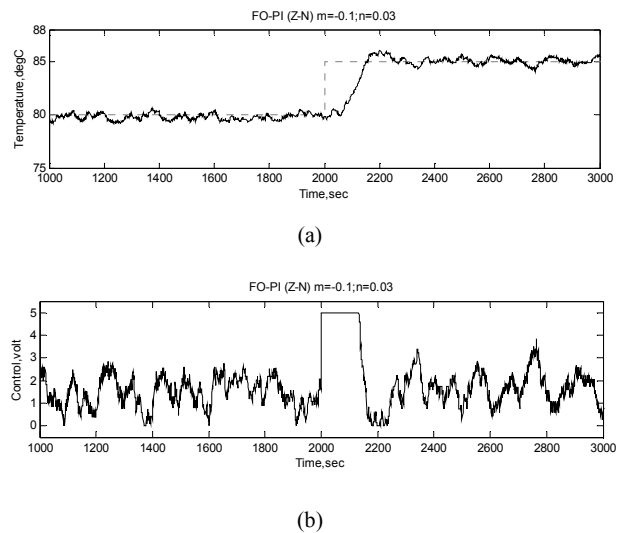 FO-PI (Z-N) m=-0.1;n=0.03
88
85
80
75
Temperature,degC
1000 1200 1400 1600 1800 2000 2200 2400 2600 2800 3000
Time,sec
(a)
FO-PI (Z-N) m=-0.1;n=0.03
5
4
3
2
1
0
Control,volt
1000 1200 1400 1600 1800 2000 2200 2400 2600 2800 3000
Time,sec
(b)